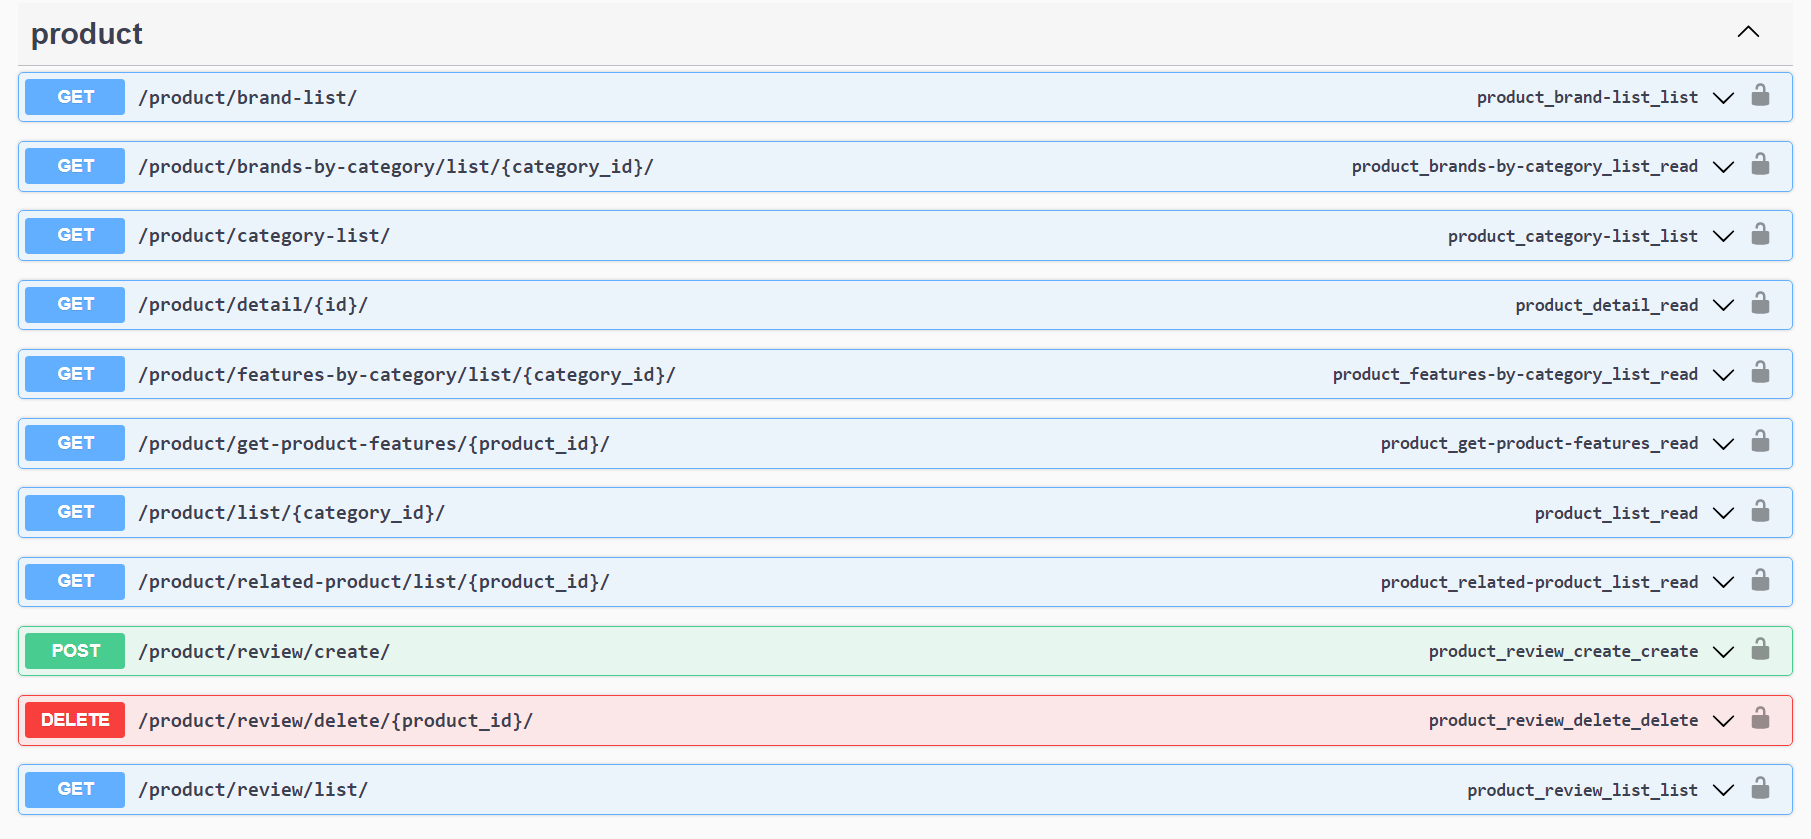 product
GET /product/brand-list/ product_brand-list_list
GET /product/brands-by-category/list/{category_id}/ product_brands-by-category_list_read
GET /product/category-list/ product_category-list_list
GET /product/detail/{id}/ product_detail_read
GET /product/features-by-category/list/{category_id}/ product_features-by-category_list_read
GET /product/get-product-features/{product_id}/ product_get-product-features_read
GET /product/list/{category_id}/ product_list_read
GET /product/related-product/list/{product_id}/ product_related-product_list_read
POST /product/review/create/ product_review_create_create
DELETE /product/review/delete/{product_id}/ product_review_delete_delete
GET /product/review/list/ product_review_list_list